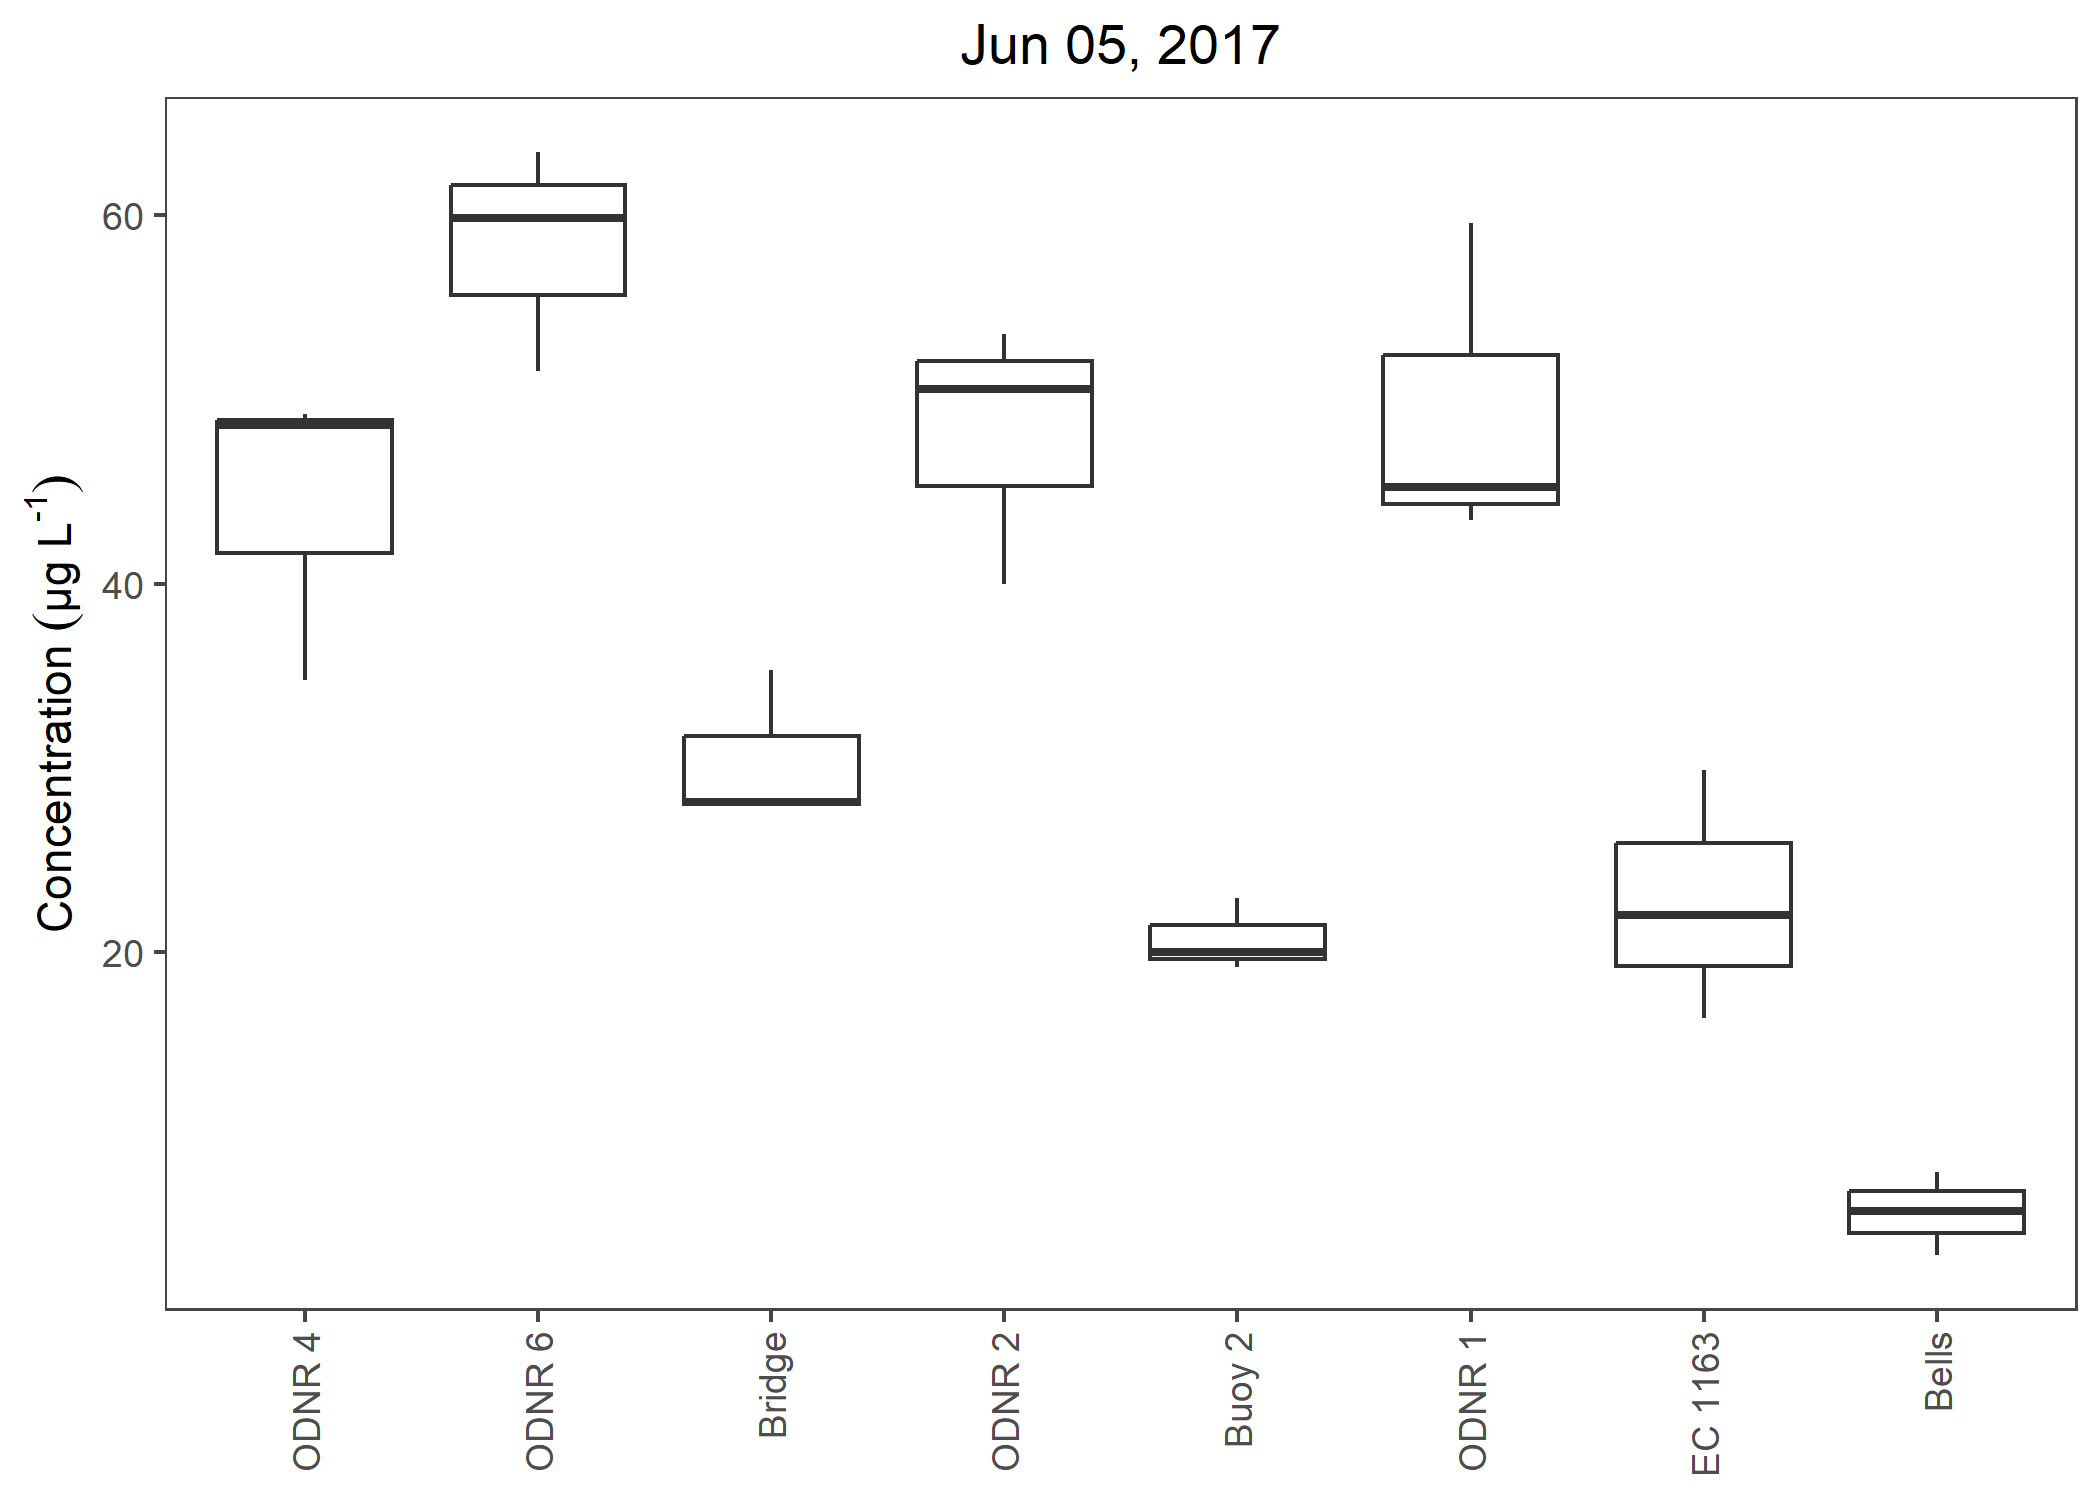 Jun 05, 2017
Concentration (µg L⁻¹)
60
40
20
ODNR 4
ODNR 6
Bridge
ODNR 2
Buoy 2
ODNR 1
EC 1163
Bells